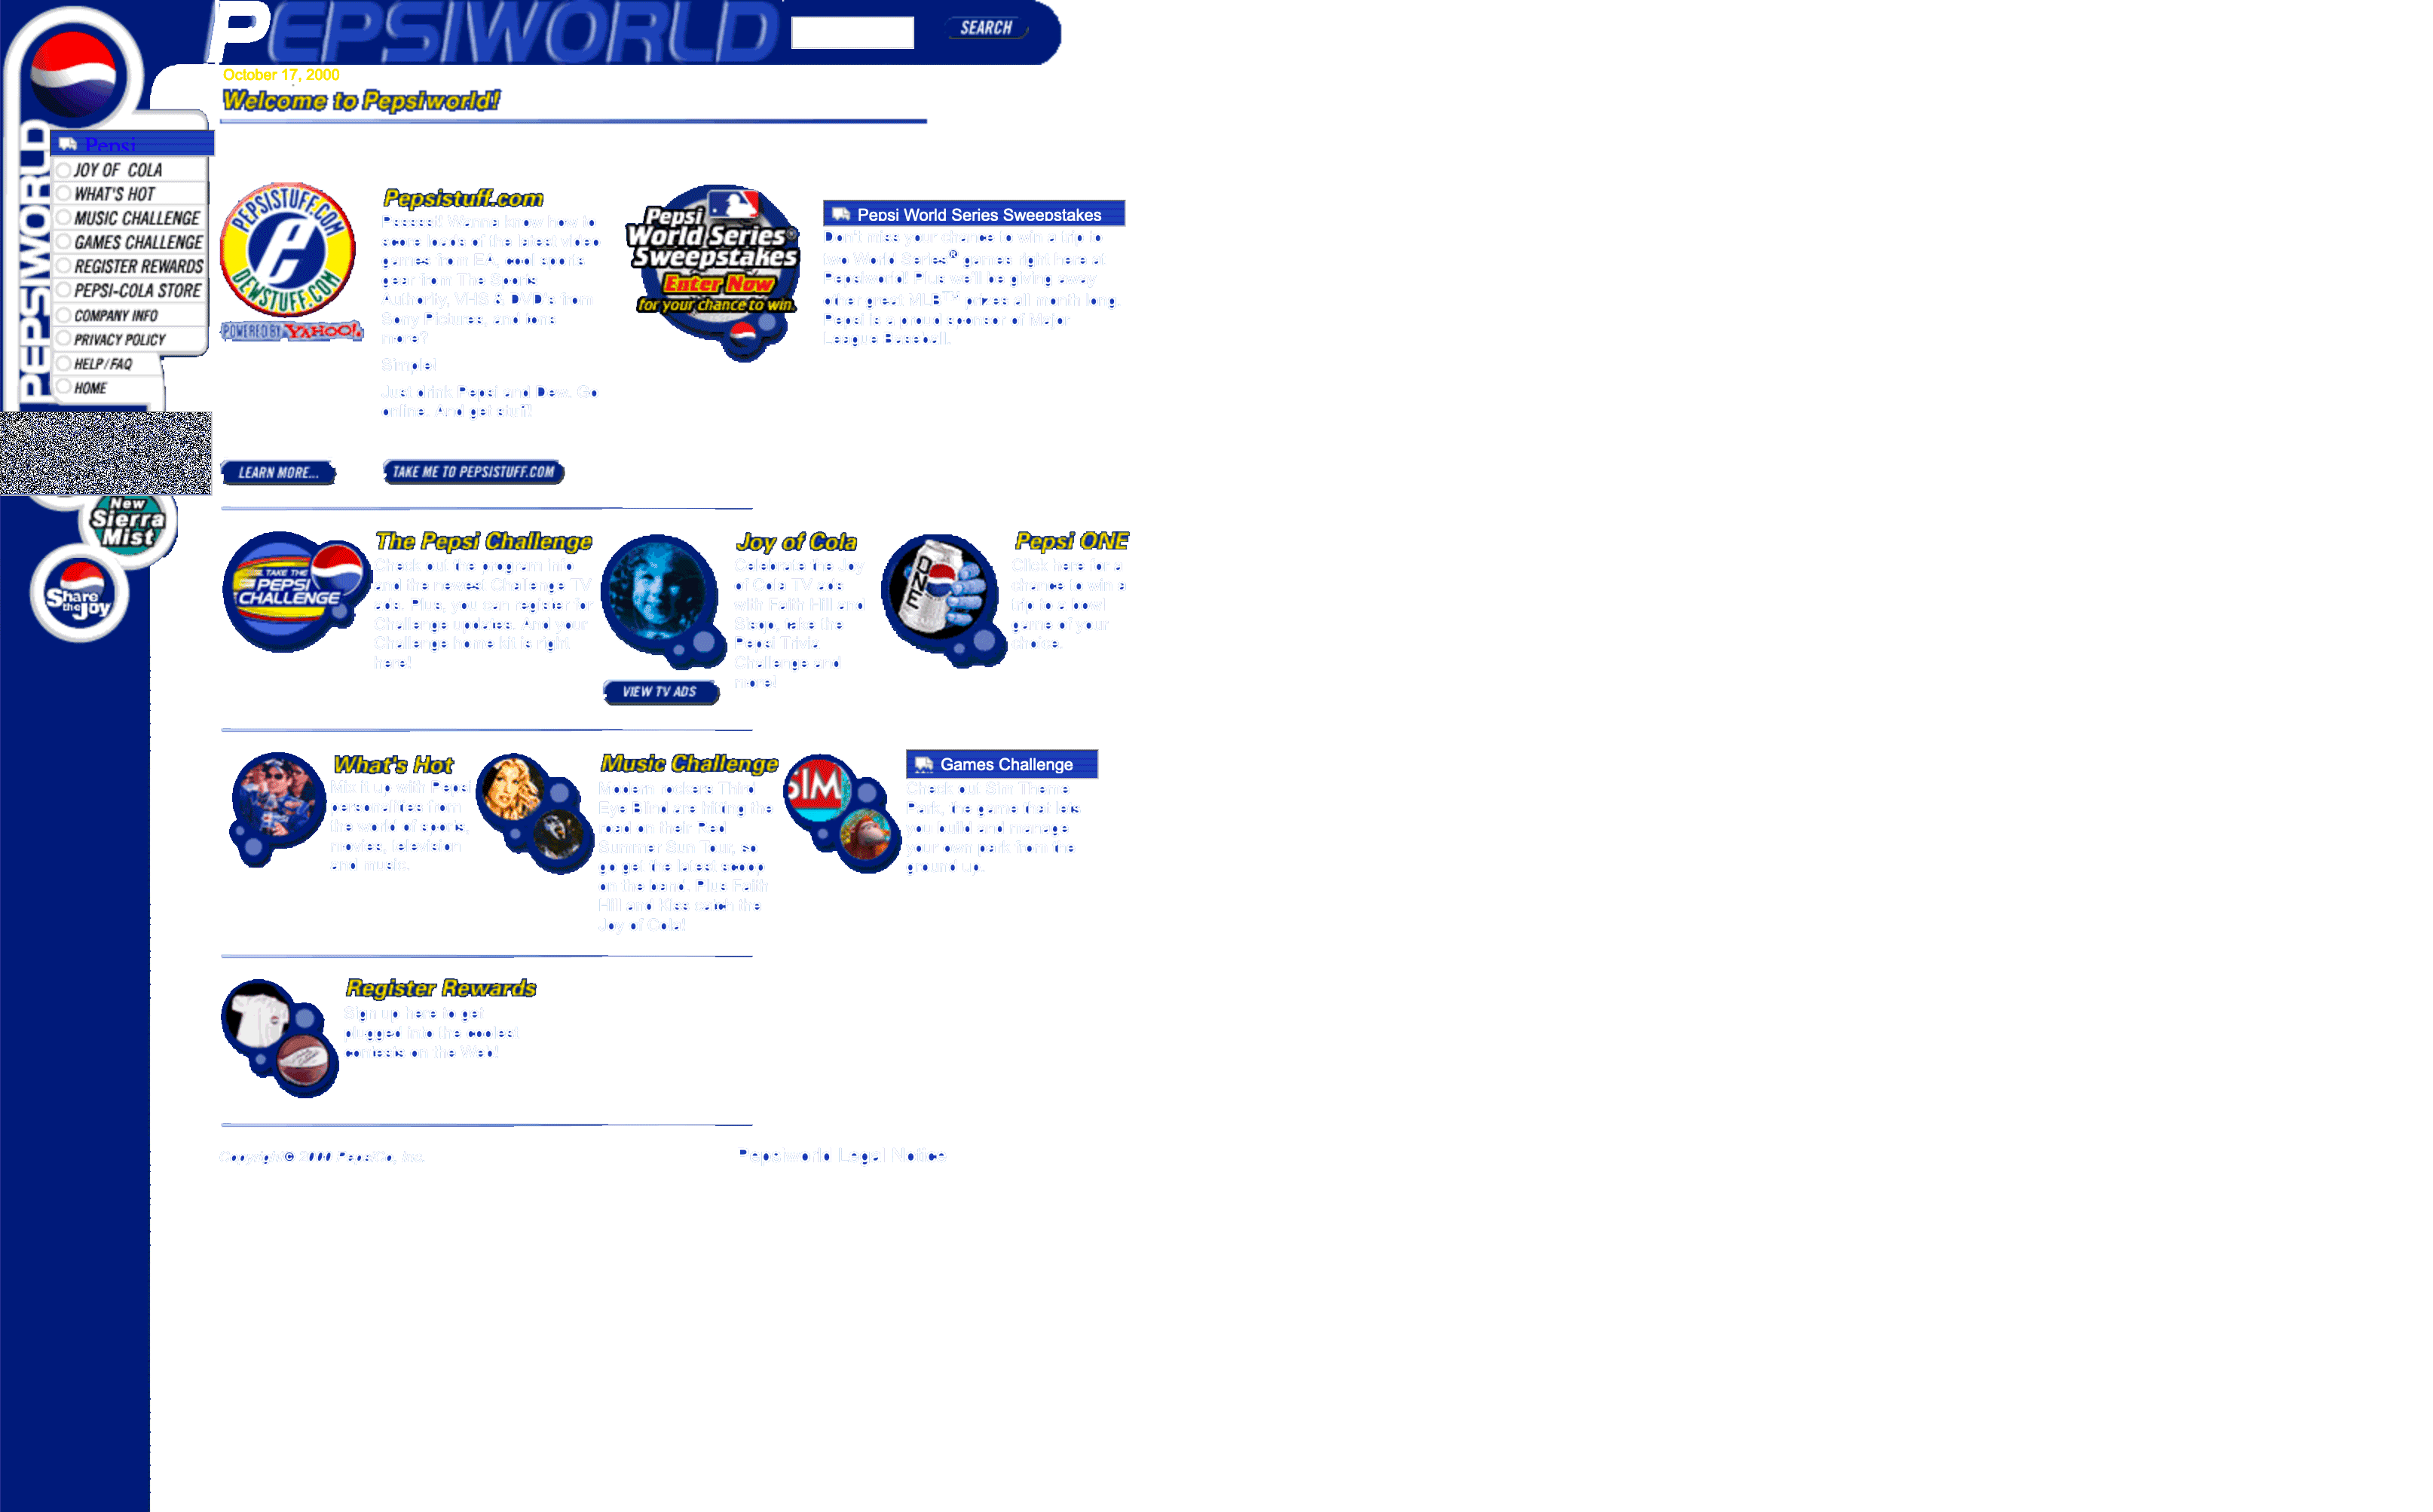 PEPSIWORLD
SEARCH
October 17, 2000
Welcome to Pepsiworld!
PEPSIWORLD
Pepsi
JOY OF COLA
WHAT'S HOT
MUSIC CHALLENGE
GAMES CHALLENGE
REGISTER REWARDS
PEPSI-COLA STORE
COMPANY INFO
PRIVACY POLICY
HELP/FAQ
HOME
New
Sierra
Mist
Share
the Joy
PEPSISTUFF.COM
DEWSTUFF.COM
POWERED BY YAHOO!
Pepsistuff.com
Wanna know how to
score loads of the latest video
games from EA, cool sports
gear from The Sports
Authority, VHS & DVD's from
Sony Pictures, and tons
more?
Simple!
Just drink Pepsi and Dew. Go
online. And get stuff!
LEARN MORE...
TAKE ME TO PEPSISTUFF.COM
Pepsi
World Series®
Sweepstakes
Enter Now
for your chance to win.
Pepsi World Series Sweepstakes
Don't miss your chance to win a trip to
two World Series® games right here at
Pepsiworld! Plus we'll be giving away
other great MLB™ prizes all month long.
Pepsi is a proud sponsor of Major
League Baseball.
TAKE THE
PEPSI
CHALLENGE
The Pepsi Challenge
Check out the program info
and the newest Challenge TV
ads. Plus, you can register for
Challenge updates. And your
Challenge home kit is right
here!
VIEW TV ADS
Joy of Cola
Celebrate the Joy
of Cola TV ads
with Faith Hill and
take the
Pepsi Trivia
Challenge and
more!
ONE
Pepsi ONE
Click here for a
chance to win a
trip to a bowl
game of your
choice.
What's Hot
Mix it Up with Pepsi
personalities from
the world of sports,
movies, television
and music.
Music Challenge
Modern rockers Third
Eye Blind are hitting the
road on their Red
Summer Sun Tour, so
go get the latest scoop
on the band. Plus Faith
Hill and Kiss catch the
Joy of Cola!
SIM
Games Challenge
Check out Sim Theme
Park, the game that lets
you build and manage
your own park from the
ground up.
Register Rewards
Sign up here to get
plugged into the coolest
contests on the Web!
Copyright© 2000 PepsiCo, Inc.
Pepsiworld Legal Notice